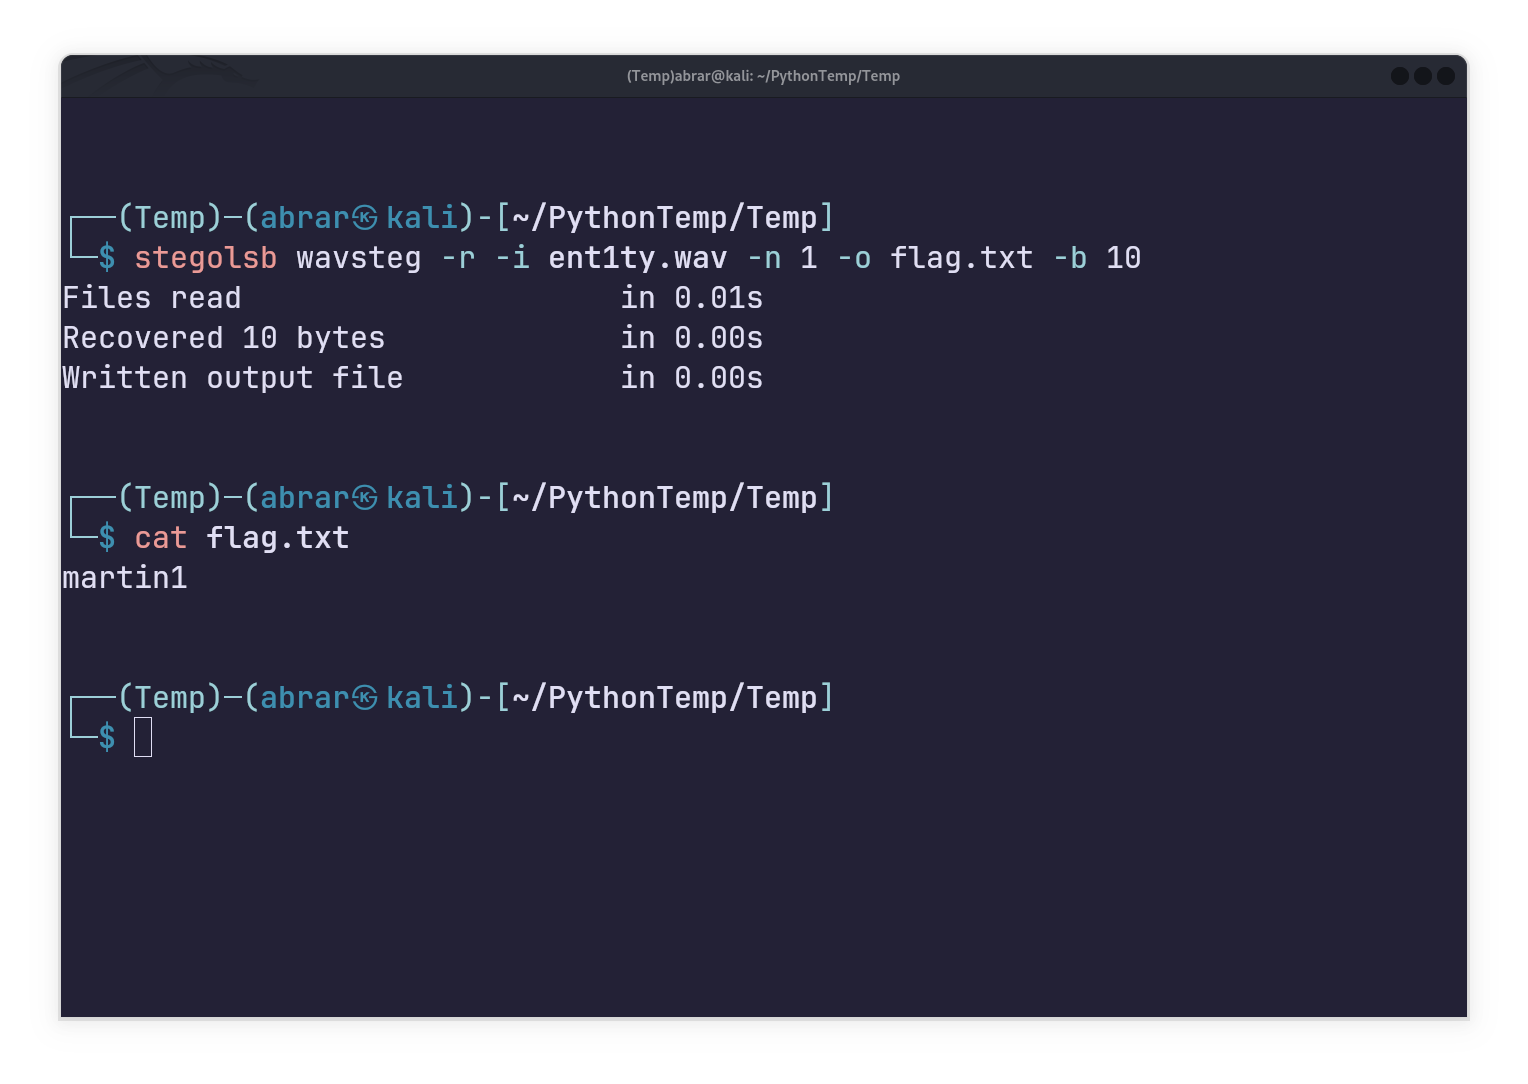 (Temp)abrar@kali: ~/PythonTemp/Temp
┌──(Temp)─(abrar㉿kali)-[~/PythonTemp/Temp]
└─$ stegolsb wavsteg -r -i ent1ty.wav -n 1 -o flag.txt -b 10
Files read                     in 0.01s
Recovered 10 bytes             in 0.00s
Written output file            in 0.00s
┌──(Temp)─(abrar㉿kali)-[~/PythonTemp/Temp]
└─$ cat flag.txt
martin1
┌──(Temp)─(abrar㉿kali)-[~/PythonTemp/Temp]
└─$